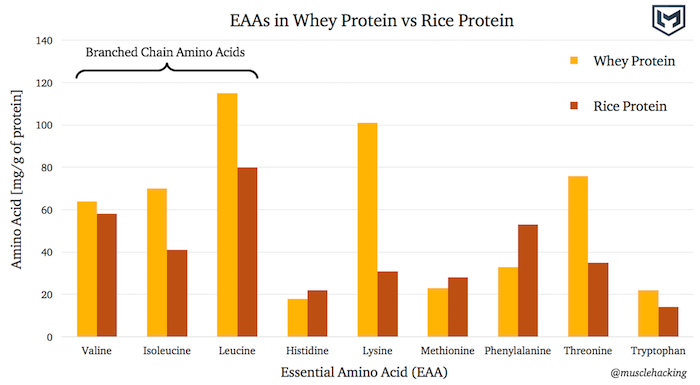 EAAs in Whey Protein vs Rice Protein
Branched Chain Amino Acids
Whey Protein
Rice Protein
Amino Acid [mg/g of protein]
140
120
100
80
60
40
20
0
Valine Isoleucine Leucine Histidine Lysine Methionine Phenylalanine Threonine Tryptophan
Essential Amino Acid (EAA)
@musclehacking